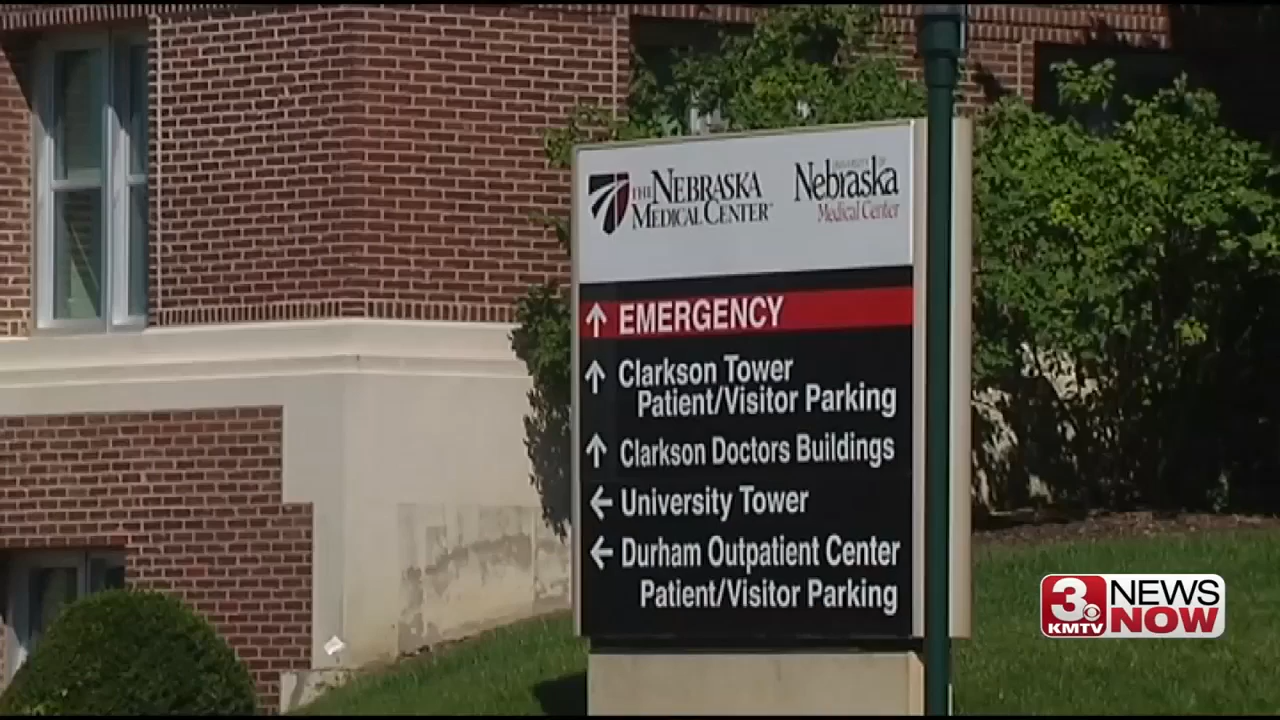 THE NEBRASKA
MEDICAL CENTER
UNIVERSITY OF
Nebraska
Medical Center
EMERGENCY
Clarkson Tower
Patient/Visitor Parking
Clarkson Doctors Buildings
University Tower
Durham Outpatient Center
Patient/Visitor Parking
3 NEWS
KMTV NOW